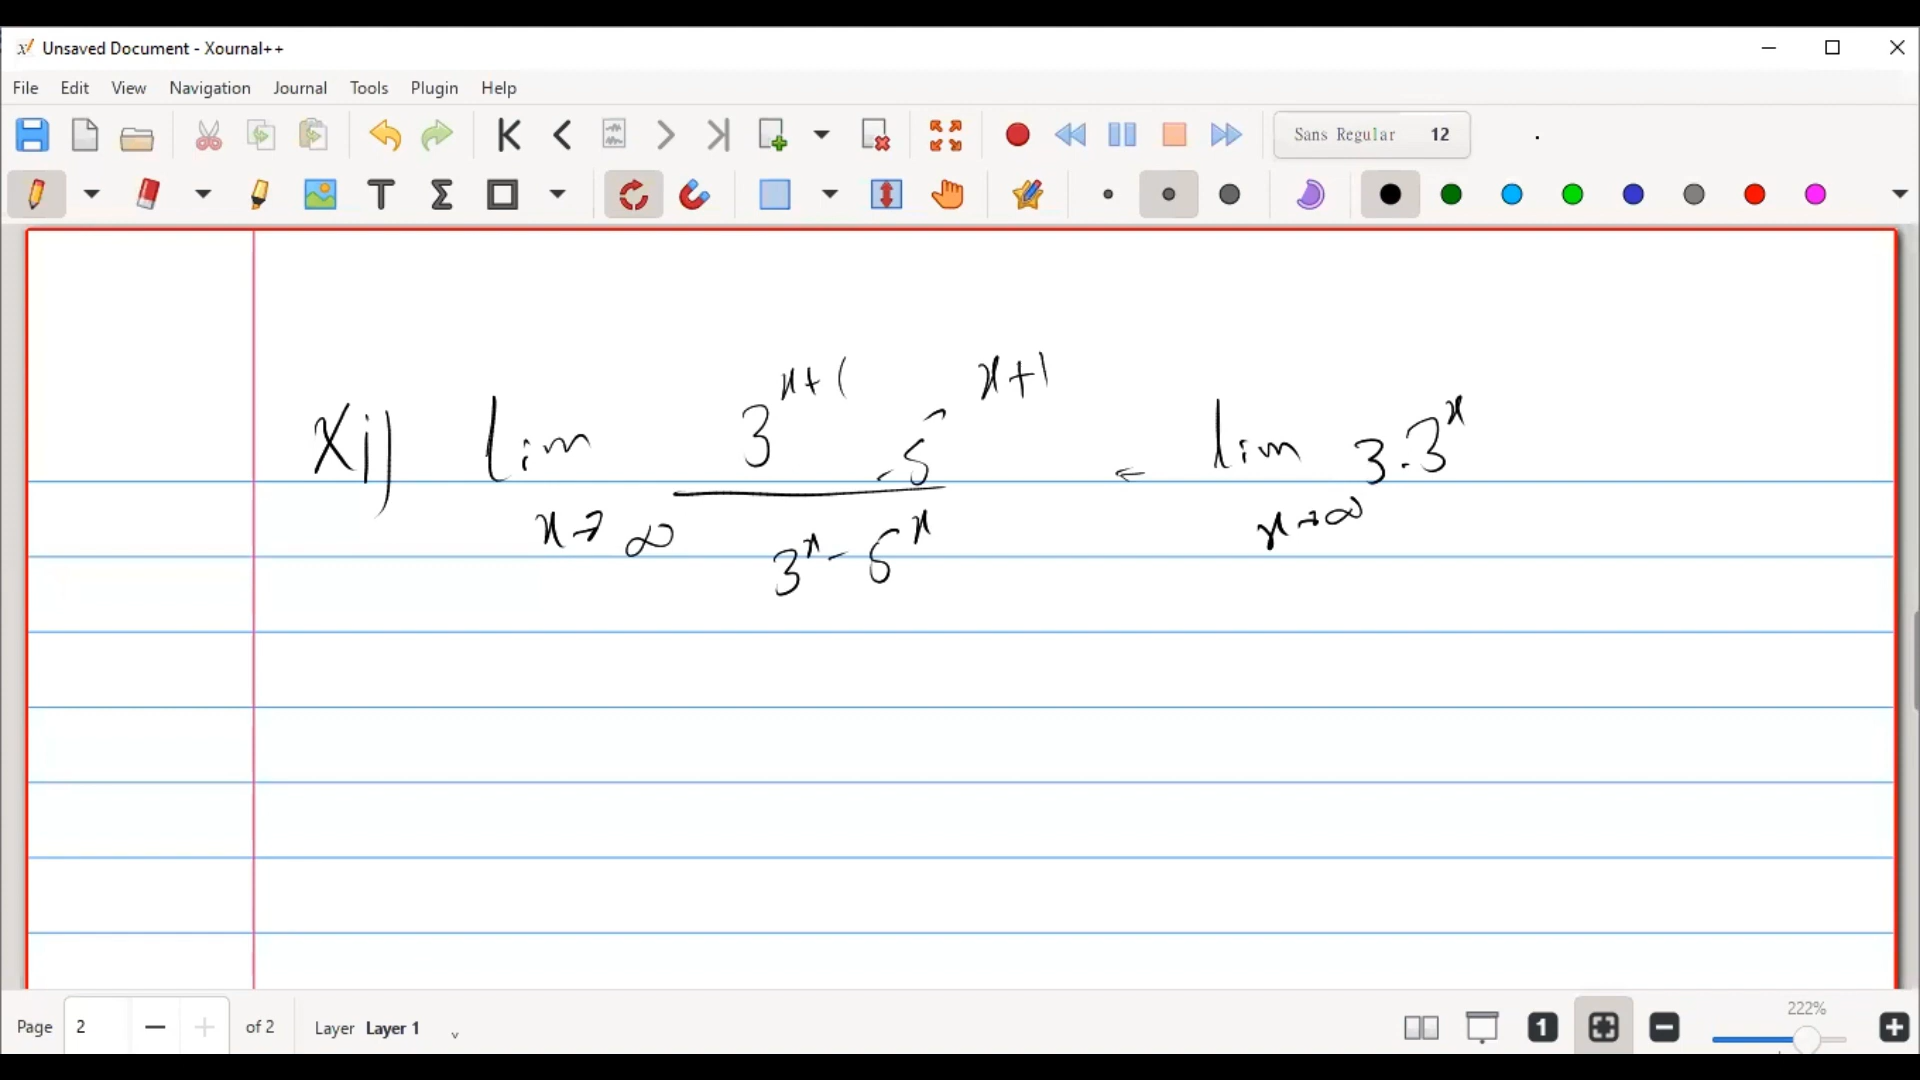 Unsaved Document - Xournal++
File Edit View Navigation Journal Tools Plugin Help
Sans Regular 12
xi) lim x→∞ (3^{x+1} - 5^{x+1}) / (3^x - 5^x) = lim x→∞ 3.3^x
222%
Page 2 of 2 Layer Layer 1 1